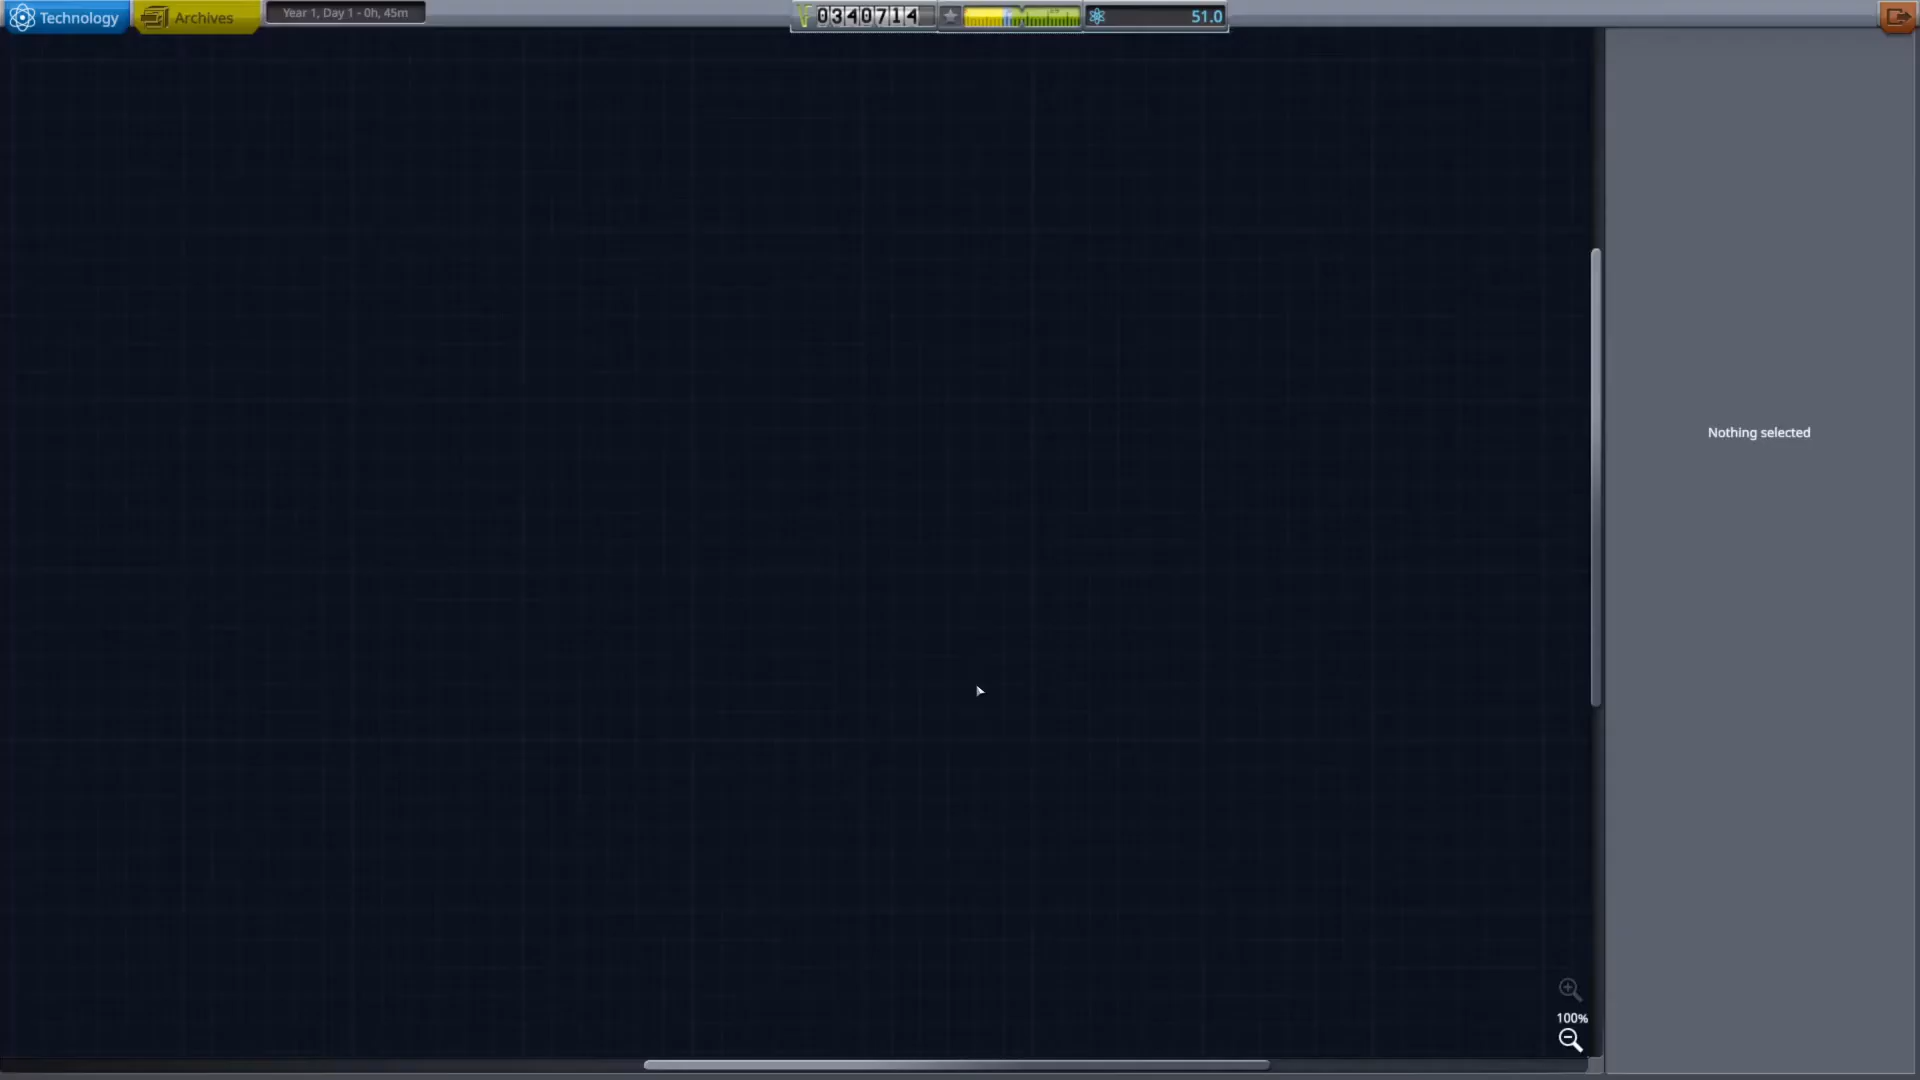 Technology
Archives
Year 1, Day 1 - 0h, 45m
0340714
51.0
Nothing selected
100%